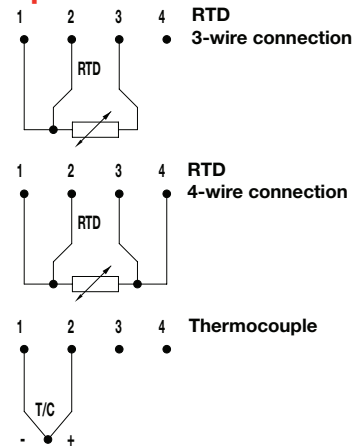 1 2 3 4 RTD
3-wire connection
RTD
1 2 3 4 RTD
4-wire connection
RTD
1 2 3 4 Thermocouple
T/C
- +